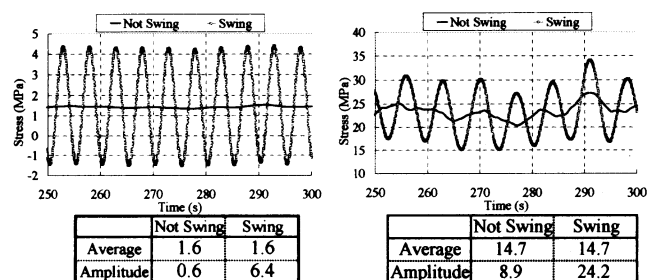 Not Swing Swing
5
4
3
2
1
0
-1
-2
Stress (MPa)
250 260 270 280 290 300
Time (s)
Not Swing Swing
Average 1.6 1.6
Amplitude 0.6 6.4
Not Swing Swing
40
35
30
25
20
15
10
Stress (MPa)
250 260 270 280 290 300
Time (s)
Not Swing Swing
Average 14.7 14.7
Amplitude 8.9 24.2